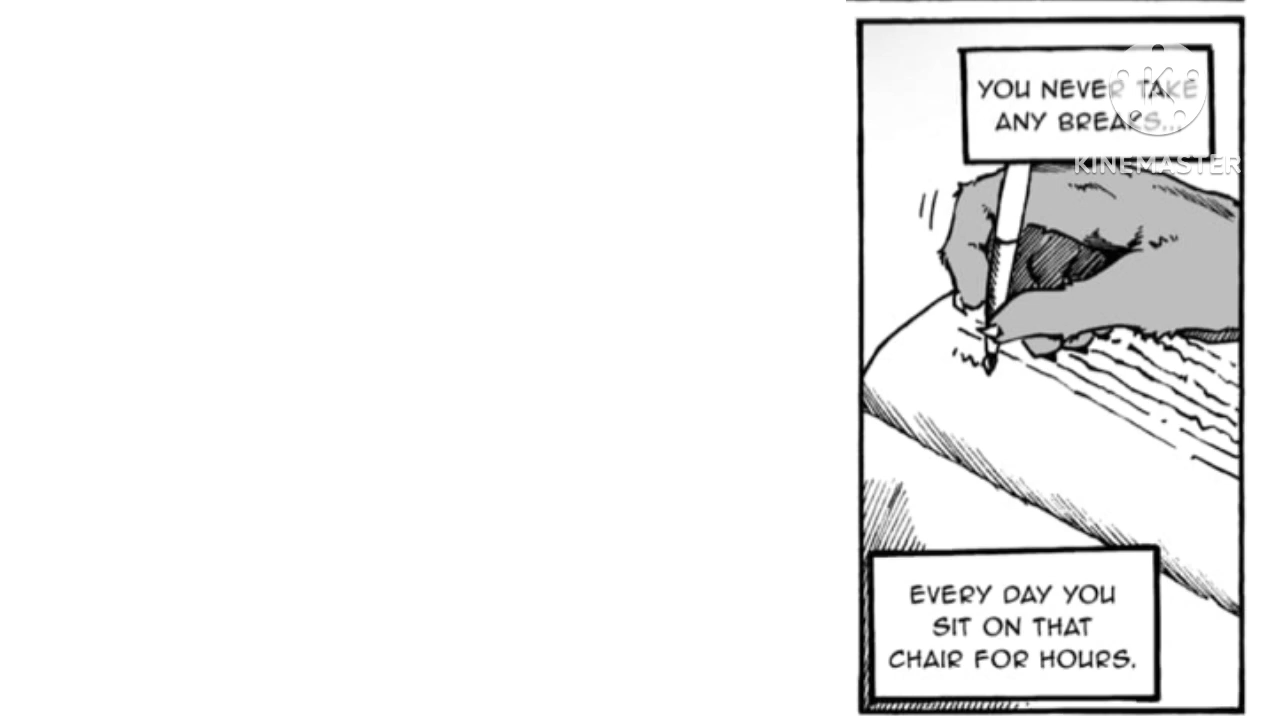 YOU NEVER TAKE
ANY BREAKS...
KINEMASTER
EVERY DAY YOU
SIT ON THAT
CHAIR FOR HOURS.